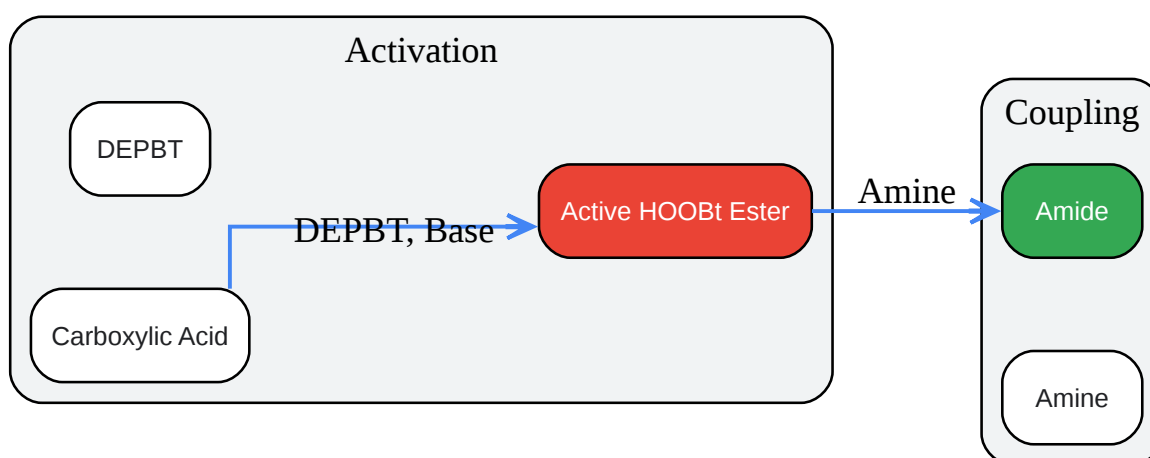 Activation
DEPBT
Carboxylic Acid
DEPBT, Base
Active HOOBt Ester
Amine
Coupling
Amide
Amine